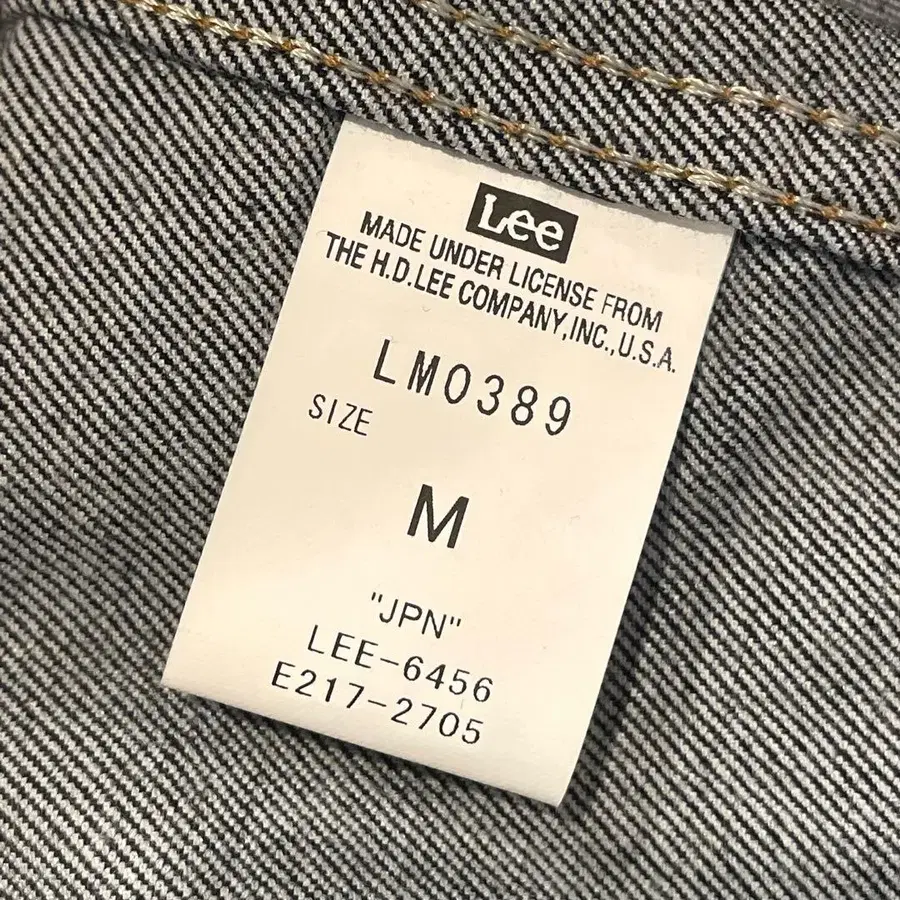 Lee
MADE UNDER LICENSE FROM
THE H.D.LEE COMPANY,INC.,U.S.A.
LM0389
SIZE
M
"JPN"
LEE-6456
E217-2705